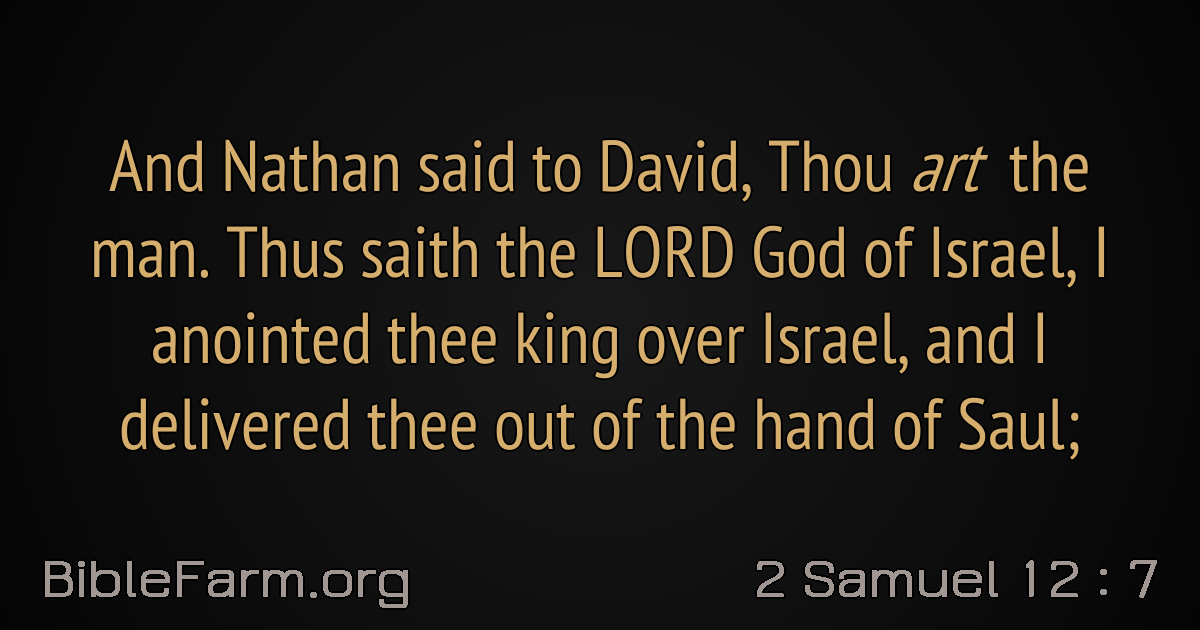 And Nathan said to David, Thou art the
man. Thus saith the LORD God of Israel, I
anointed thee king over Israel, and I
delivered thee out of the hand of Saul;
BibleFarm.org
2 Samuel 12 : 7